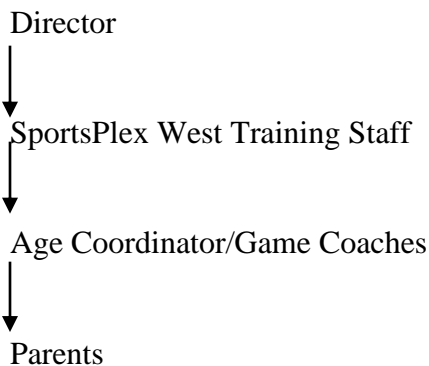 Director
SportsPlex West Training Staff
Age Coordinator/Game Coaches
Parents